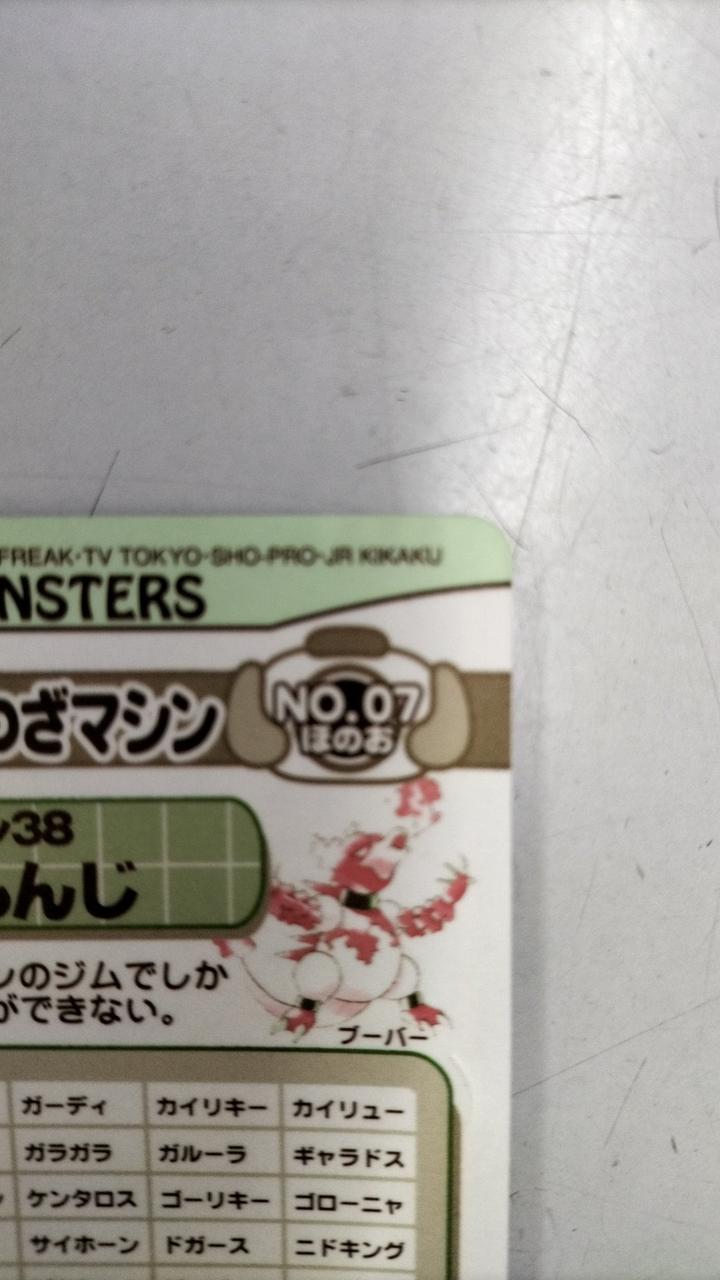 FREAK·TV TOKYO·SHO-PRO·JR KIKAKU
NSTERS
わざマシン
NO.07
ほのお
38
んじ
ンのジムでしか
ができない。
ブーバー
ガーディ カイリキー カイリュー
ガラガラ ガルーラ ギャラドス
ケンタロス ゴーリキー ゴローニャ
サイホーン ドガース ニドキング